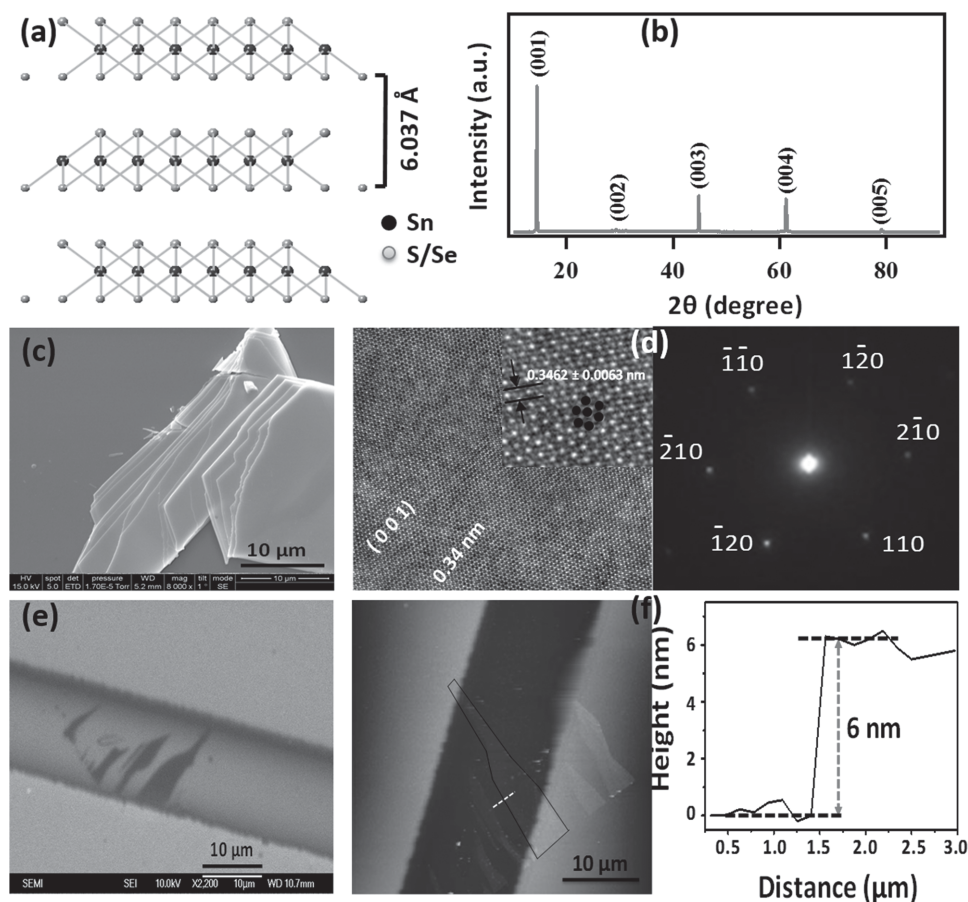 (a)
6.037 Å
Sn
S/Se
(b)
Intensity (a.u.)
(001)
(002)
(003)
(004)
(005)
20 40 60 80
2θ (degree)
(c)
10 µm
HV spot det pressure WD mag tilt mode
15.0 kV 5.0 ETD 1.70E-5 Torr 5.2 mm 8 000 x 1 ° SE
10 µm
0.3462 ± 0.0063 nm
(0 0 1)
0.34 nm
(d)
1̅1̅0
12̅0
2̅10
21̅0
1̅20
110
(e)
10 µm
SEMI SEI 10.0kV X2,200 10µm WD 10.7mm
10 µm
(f)
Height (nm)
6
4
2
0
6 nm
0.5 1.0 1.5 2.0 2.5 3.0
Distance (µm)